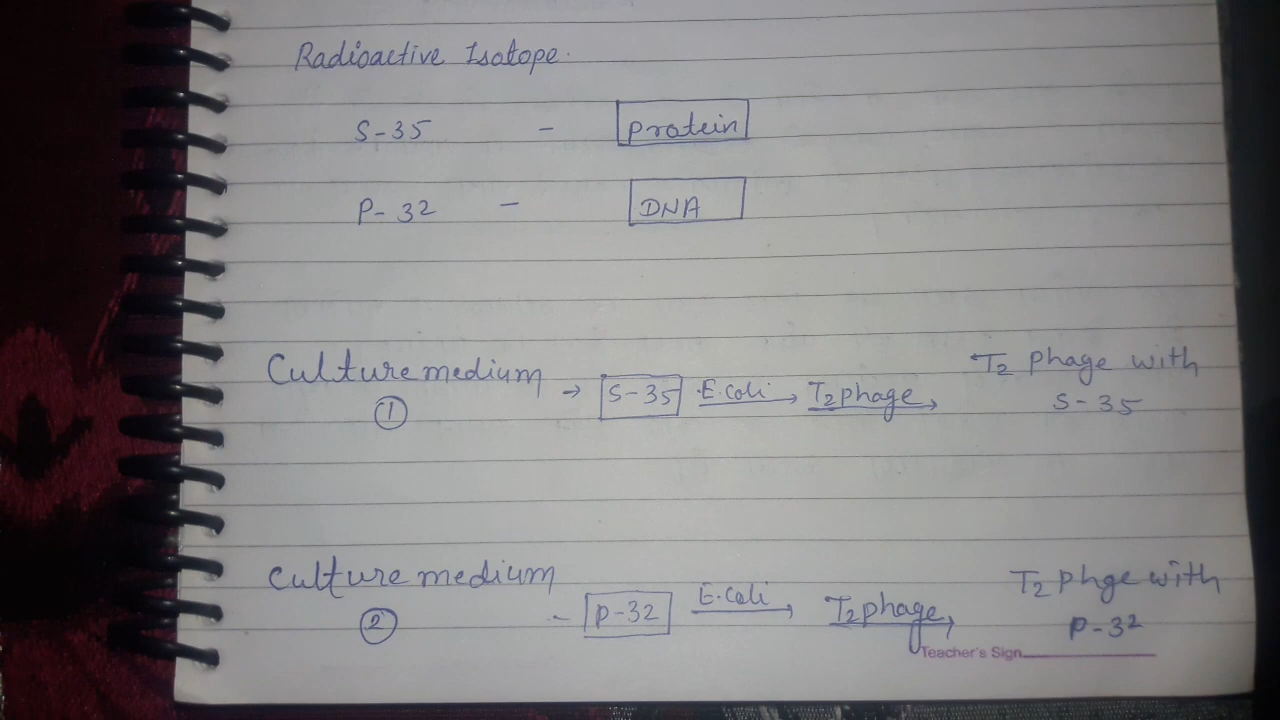 Radioactive Isotope.
S-35 - protein
P-32 - DNA
Culture medium → S-35 E.Coli T2 phage T2 phage with
① S-35
Culture medium - P-32 E.Coli T2 phage T2 phge with
② P-32
Teacher's Sign